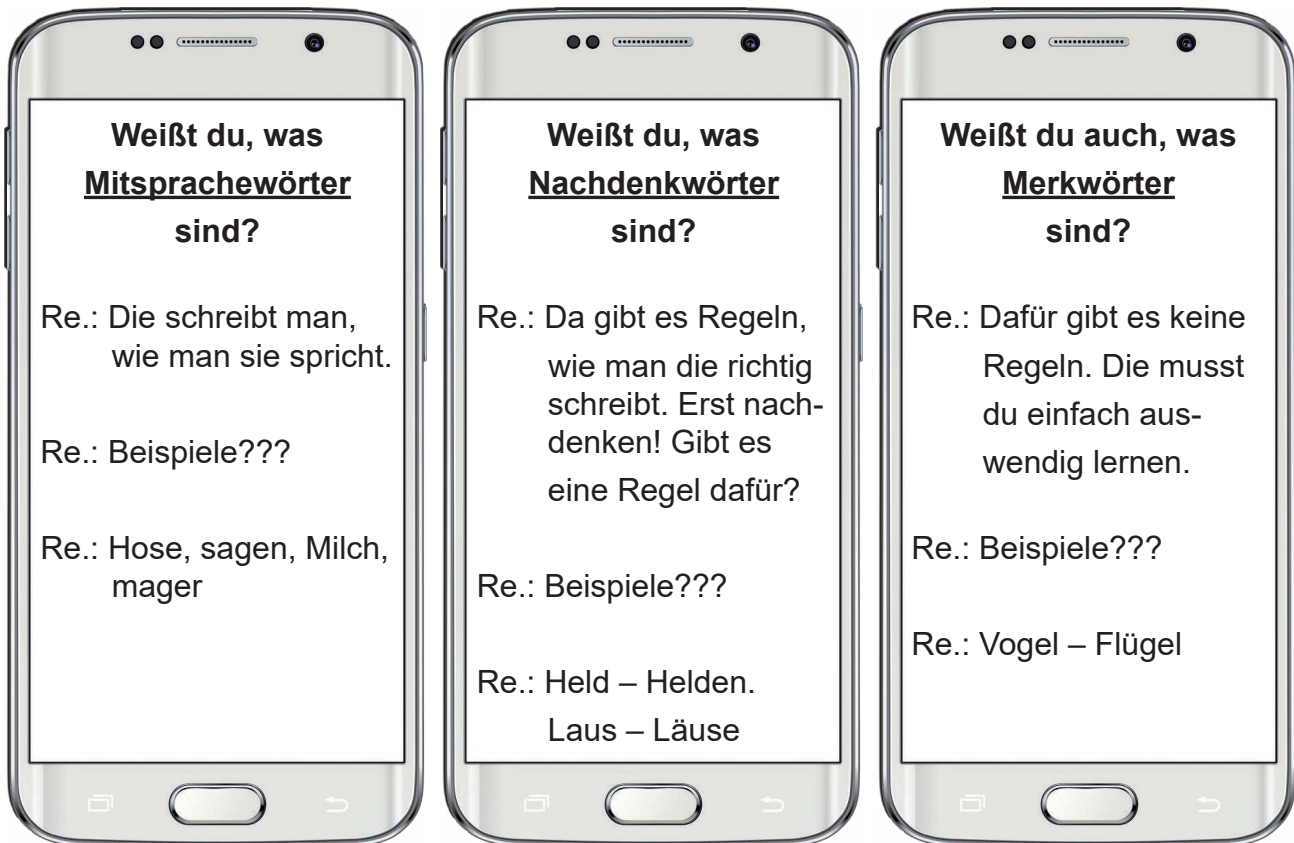 Weißt du, was
Mitsprachewörter
sind?
Re.: Die schreibt man,
wie man sie spricht.
Re.: Beispiele???
Re.: Hose, sagen, Milch,
mager
Weißt du, was
Nachdenkwörter
sind?
Re.: Da gibt es Regeln,
wie man die richtig
schreibt. Erst nach-
denken! Gibt es
eine Regel dafür?
Re.: Beispiele???
Re.: Held – Helden.
Laus – Läuse
Weißt du auch, was
Merkwörter
sind?
Re.: Dafür gibt es keine
Regeln. Die musst
du einfach aus-
wendig lernen.
Re.: Beispiele???
Re.: Vogel – Flügel